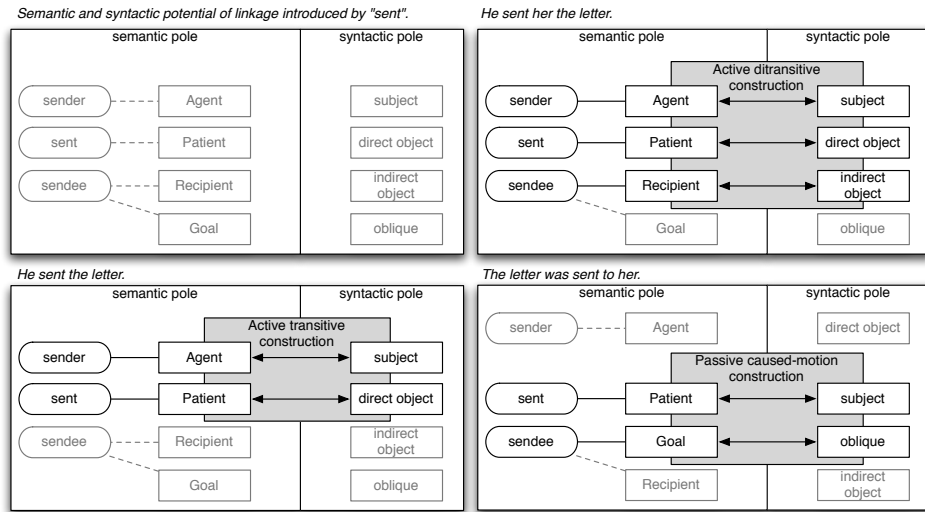 Semantic and syntactic potential of linkage introduced by "sent".
semantic pole
syntactic pole
sender
Agent
subject
sent
Patient
direct object
sendee
Recipient
indirect
object
Goal
oblique
He sent her the letter.
semantic pole
syntactic pole
Active ditransitive
construction
sender
Agent
subject
sent
Patient
direct object
sendee
Recipient
indirect
object
Goal
oblique
He sent the letter.
semantic pole
syntactic pole
Active transitive
construction
sender
Agent
subject
sent
Patient
direct object
sendee
Recipient
indirect
object
Goal
oblique
The letter was sent to her.
semantic pole
syntactic pole
sender
Agent
direct object
Passive caused-motion
construction
sent
Patient
subject
sendee
Goal
oblique
Recipient
indirect
object